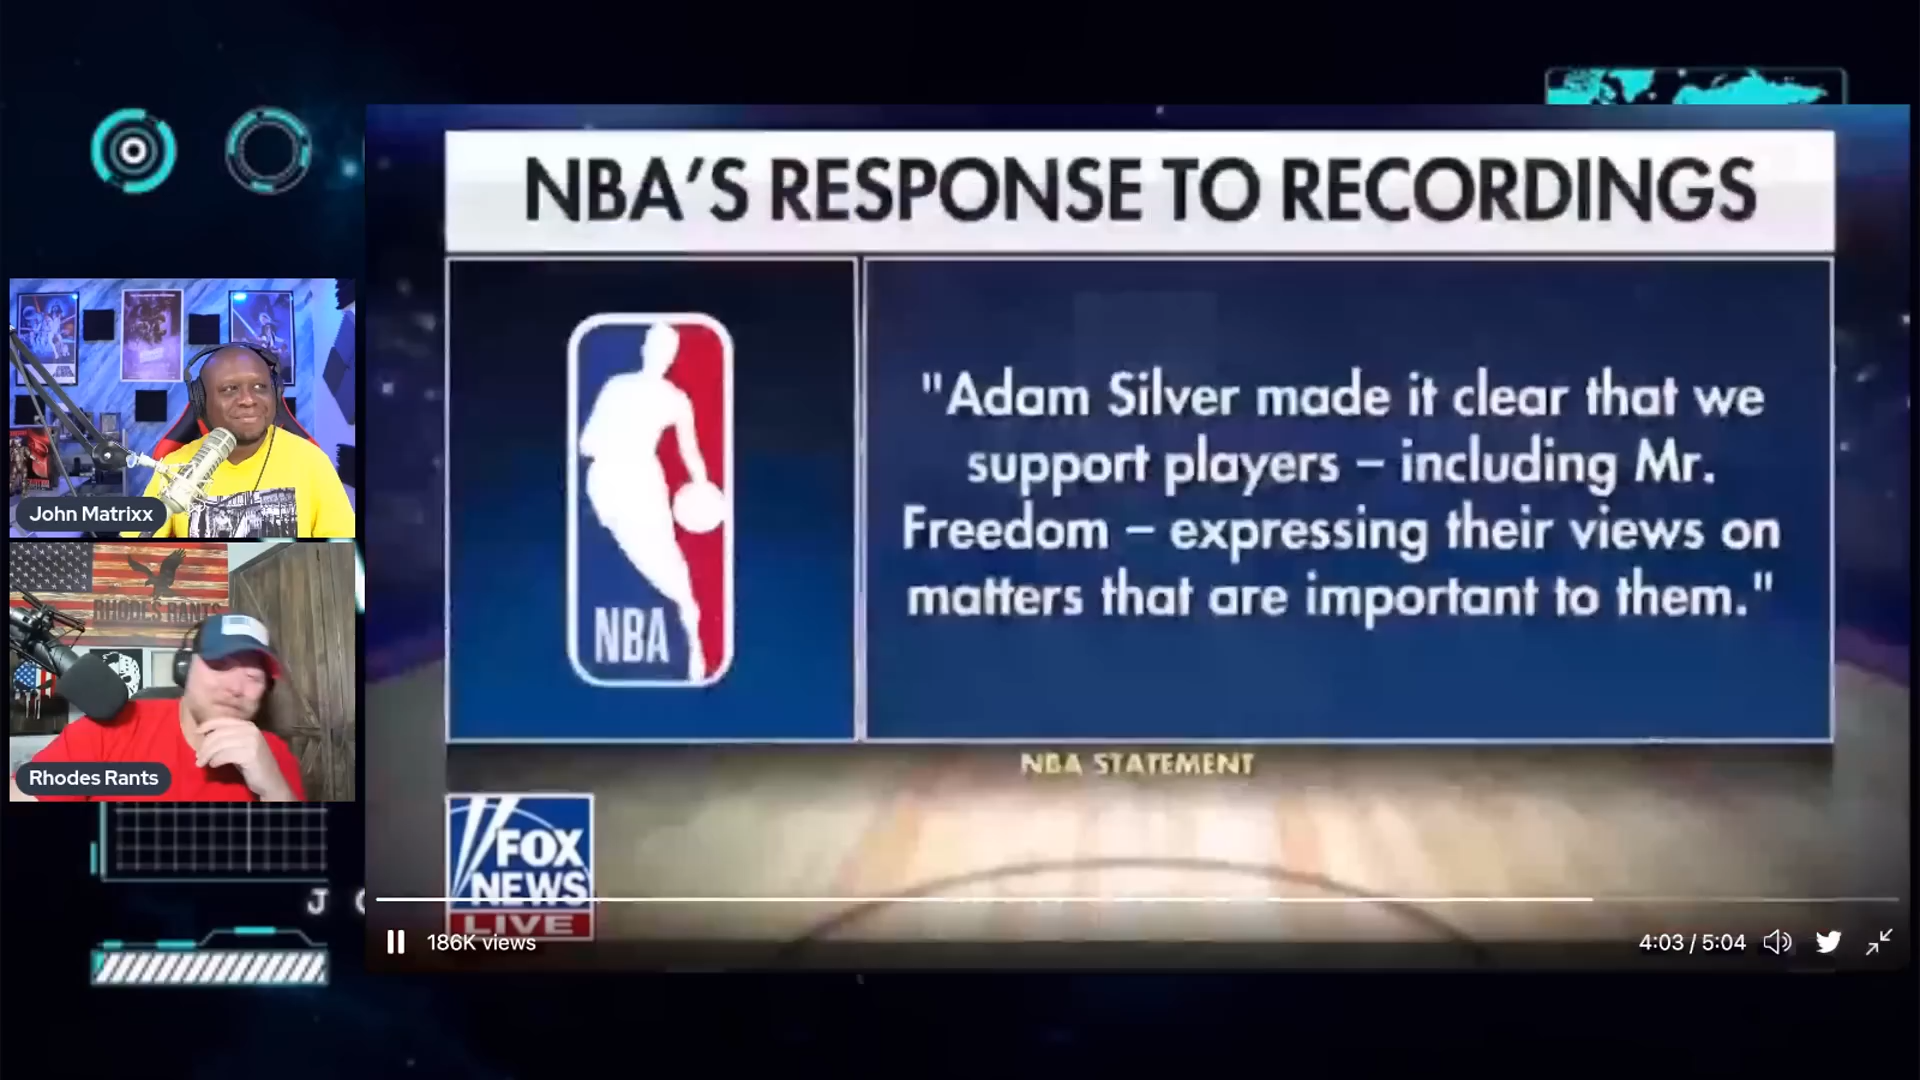 NBA'S RESPONSE TO RECORDINGS
NBA
"Adam Silver made it clear that we
support players – including Mr.
Freedom – expressing their views on
matters that are important to them."
NBA STATEMENT
John Matrixx
RHODES RANTS
Rhodes Rants
FOX
NEWS
LIVE
186K views
4:03 / 5:04
J